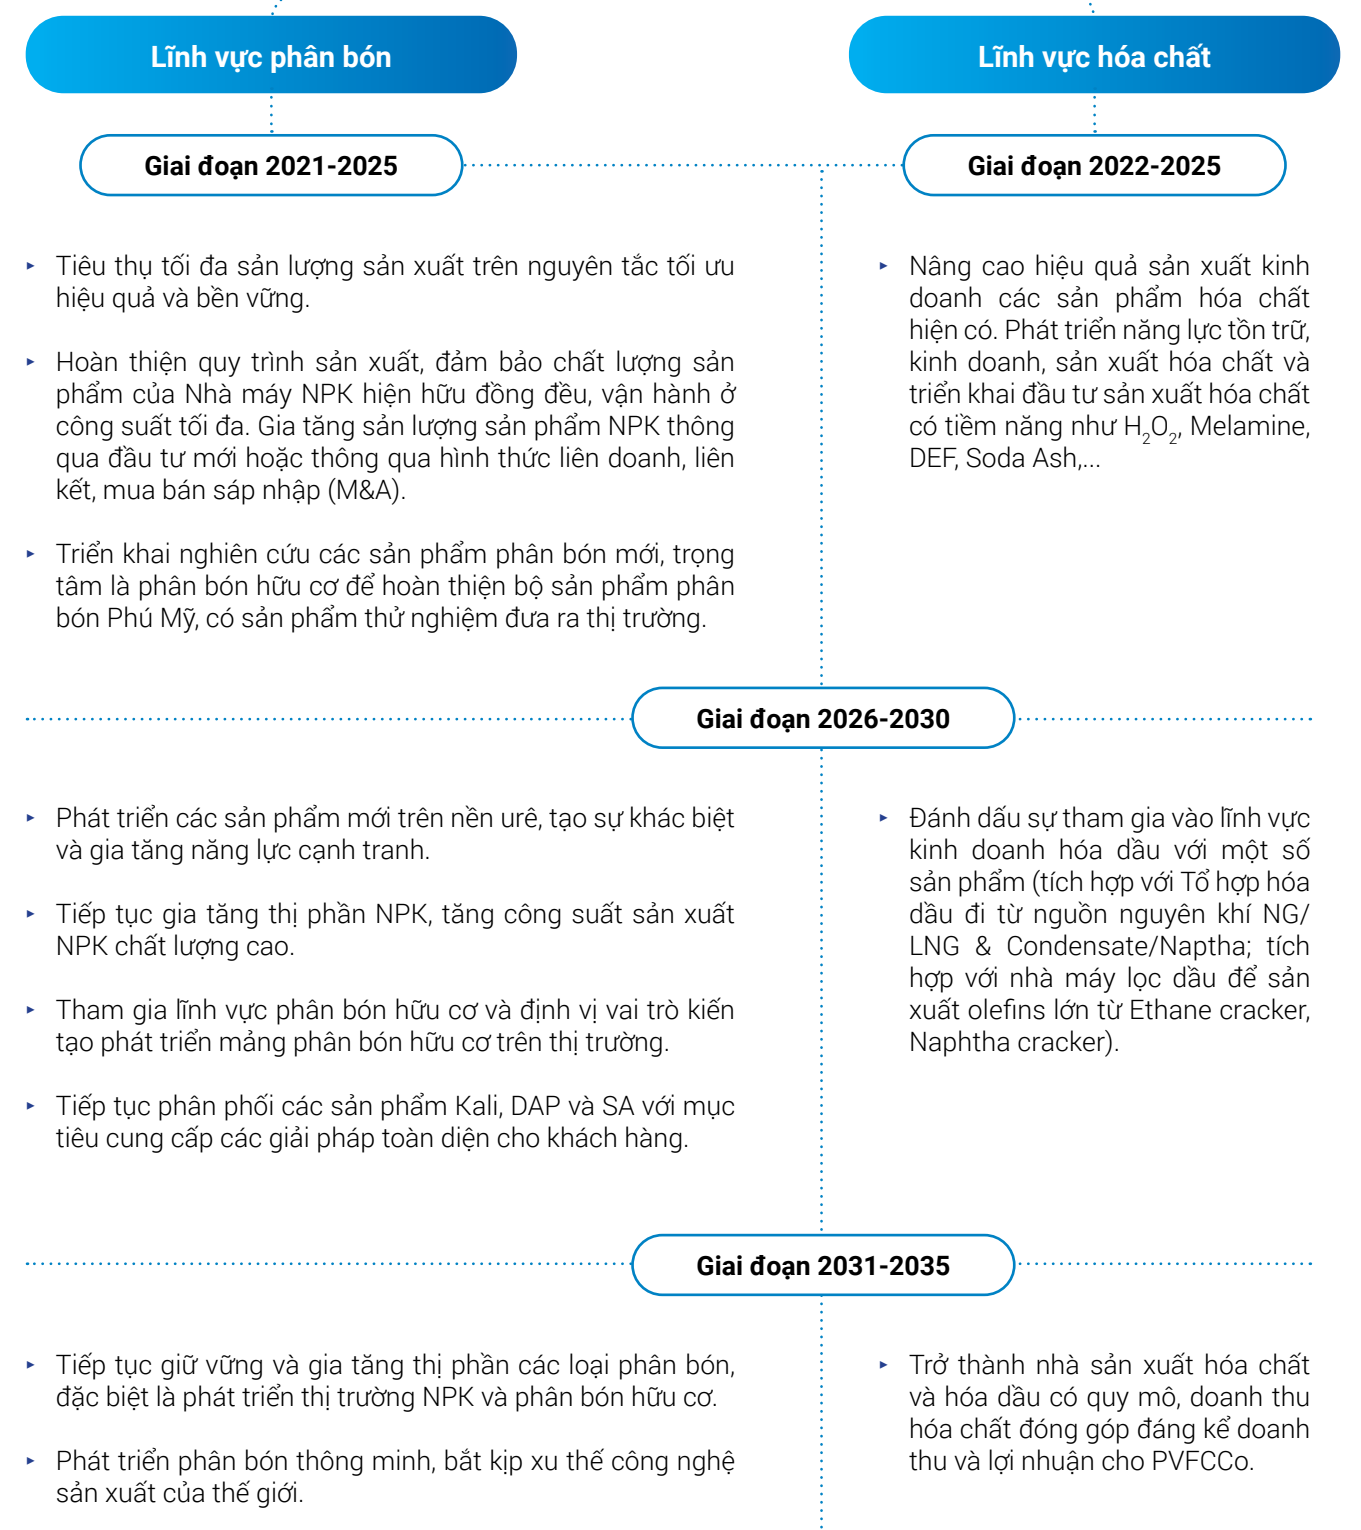 Lĩnh vực phân bón
Lĩnh vực hóa chất
Giai đoạn 2021-2025
Giai đoạn 2022-2025
Tiêu thụ tối đa sản lượng sản xuất trên nguyên tắc tối ưu
hiệu quả và bền vững.
Hoàn thiện quy trình sản xuất, đảm bảo chất lượng sản
phẩm của Nhà máy NPK hiện hữu đồng đều, vận hành ở
công suất tối đa. Gia tăng sản lượng sản phẩm NPK thông
qua đầu tư mới hoặc thông qua hình thức liên doanh, liên
kết, mua bán sáp nhập (M&A).
Triển khai nghiên cứu các sản phẩm phân bón mới, trọng
tâm là phân bón hữu cơ để hoàn thiện bộ sản phẩm phân
bón Phú Mỹ, có sản phẩm thử nghiệm đưa ra thị trường.
Nâng cao hiệu quả sản xuất kinh
doanh các sản phẩm hóa chất
hiện có. Phát triển năng lực tồn trữ,
kinh doanh, sản xuất hóa chất và
triển khai đầu tư sản xuất hóa chất
có tiềm năng như H₂O₂, Melamine,
DEF, Soda Ash,...
Giai đoạn 2026-2030
Phát triển các sản phẩm mới trên nền urê, tạo sự khác biệt
và gia tăng năng lực cạnh tranh.
Tiếp tục gia tăng thị phần NPK, tăng công suất sản xuất
NPK chất lượng cao.
Tham gia lĩnh vực phân bón hữu cơ và định vị vai trò kiến
tạo phát triển mảng phân bón hữu cơ trên thị trường.
Tiếp tục phân phối các sản phẩm Kali, DAP và SA với mục
tiêu cung cấp các giải pháp toàn diện cho khách hàng.
Đánh dấu sự tham gia vào lĩnh vực
kinh doanh hóa dầu với một số
sản phẩm (tích hợp với Tổ hợp hóa
dầu đi từ nguồn nguyên khí NG/
LNG & Condensate/Naptha; tích
hợp với nhà máy lọc dầu để sản
xuất olefins lớn từ Ethane cracker,
Naphtha cracker).
Giai đoạn 2031-2035
Tiếp tục giữ vững và gia tăng thị phần các loại phân bón,
đặc biệt là phát triển thị trường NPK và phân bón hữu cơ.
Phát triển phân bón thông minh, bắt kịp xu thế công nghệ
sản xuất của thế giới.
Trở thành nhà sản xuất hóa chất
và hóa dầu có quy mô, doanh thu
hóa chất đóng góp đáng kể doanh
thu và lợi nhuận cho PVFCCo.